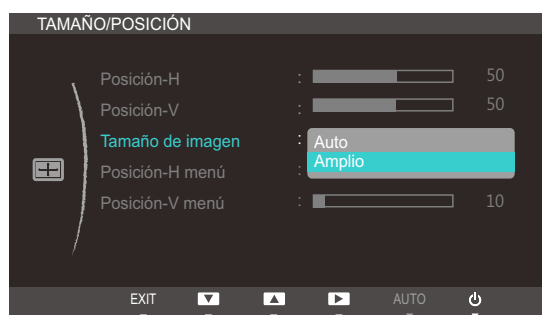 TAMAÑO/POSICIÓN
Posición-H : 50
Posición-V : 50
Tamaño de imagen : Auto
Amplio
Posición-H menú :
Posición-V menú : 10
EXIT AUTO